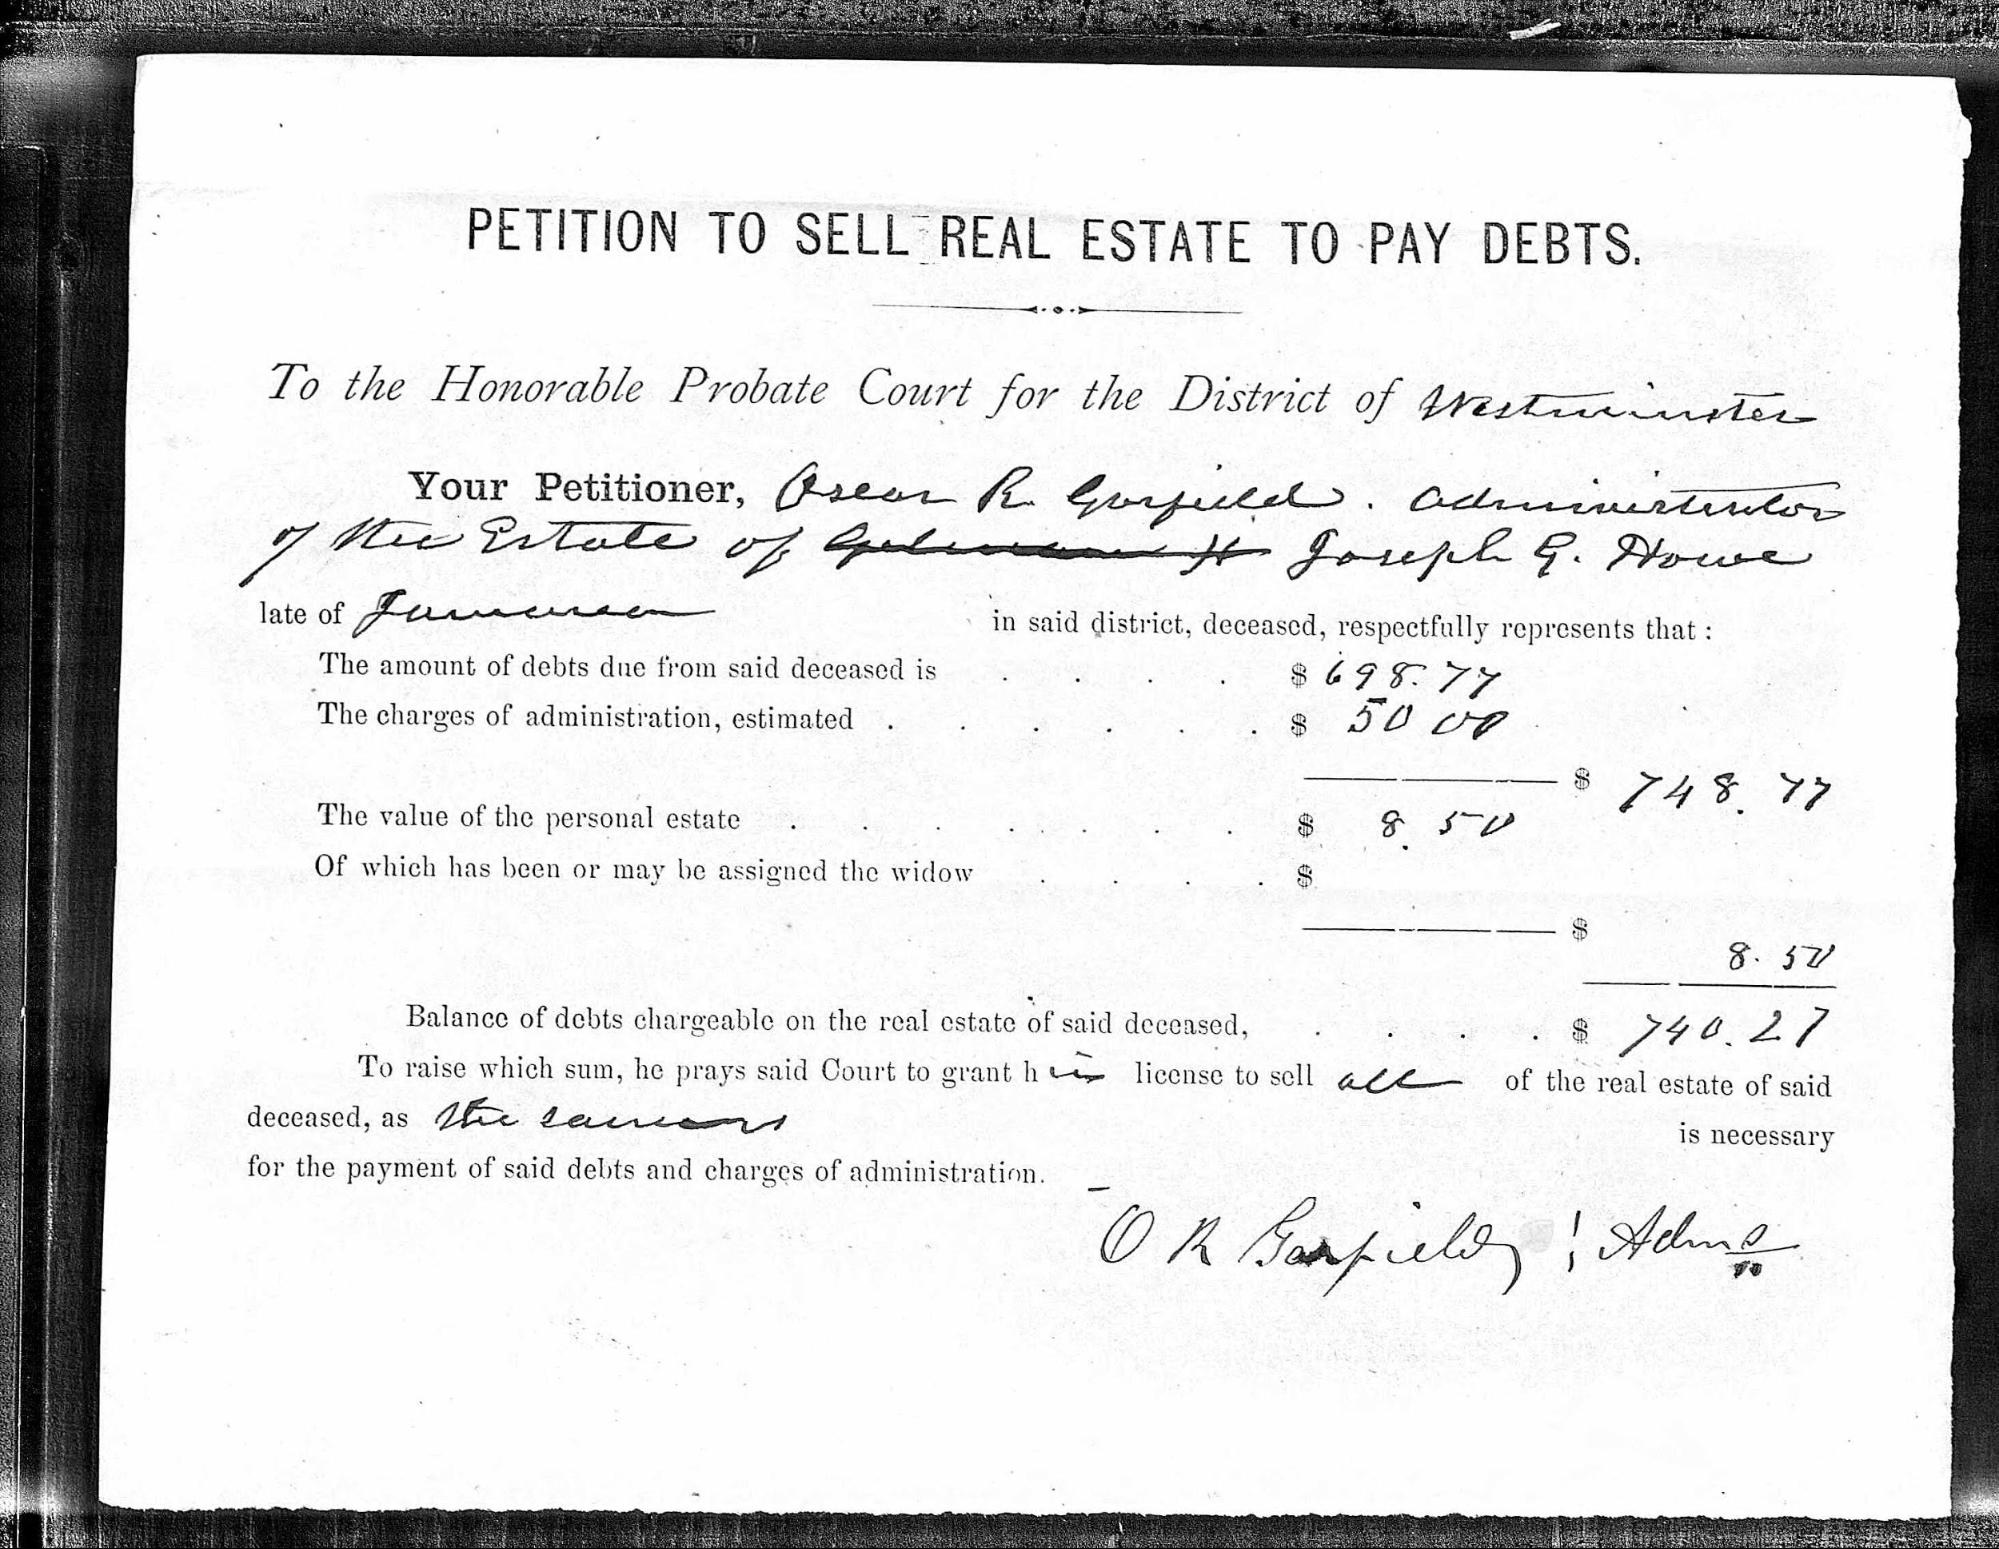 PETITION TO SELL REAL ESTATE TO PAY DEBTS.
To the Honorable Probate Court for the District of Westminster
Your Petitioner, Oscar R. Garfield. Administrator
of the Estate of Joseph G. Howe
late of Jamaica in said district, deceased, respectfully represents that :
The amount of debts due from said deceased is . . . . $ 698.77
The charges of administration, estimated . . . . . . $ 50 00
$ 748.77
The value of the personal estate . . . . . . . $ 8.50
Of which has been or may be assigned the widow . . . . $
$
8.50
Balance of debts chargeable on the real estate of said deceased, . . . . $ 740.27
To raise which sum, he prays said Court to grant h is license to sell all of the real estate of said
deceased, as the same is necessary
for the payment of said debts and charges of administration.
O R Garfield, Admr